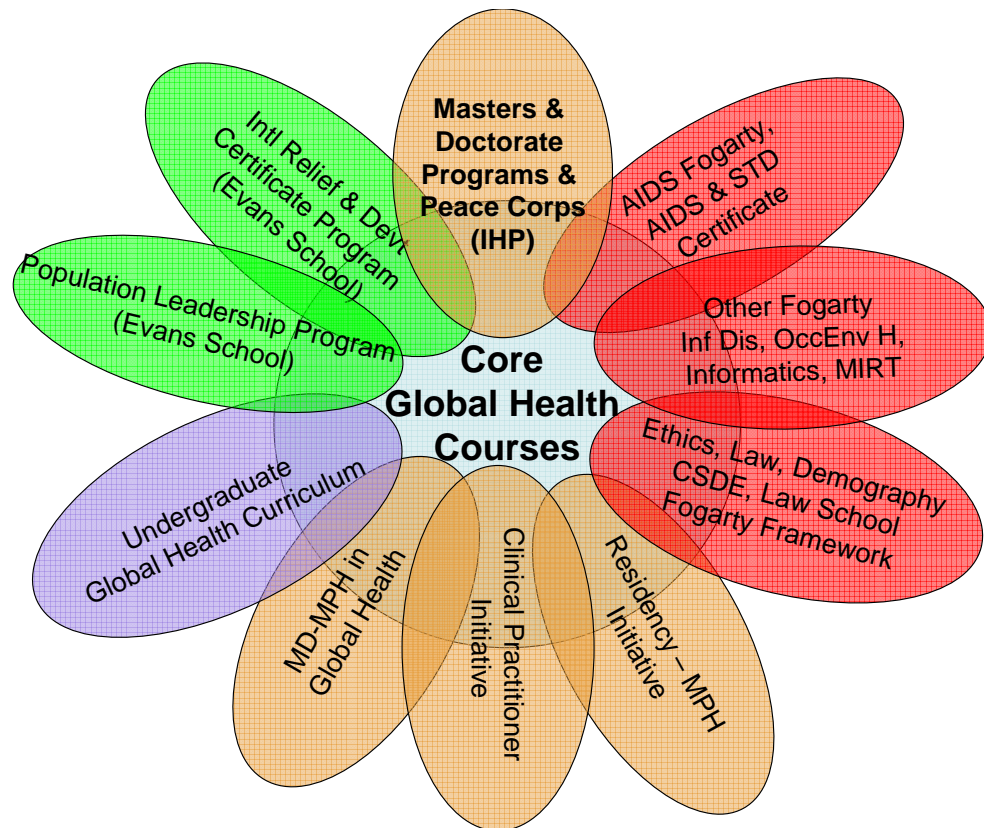 Masters &
Doctorate
Programs &
Peace Corps
(IHP)
AIDS Fogarty,
AIDS & STD
Certificate
Other Fogarty
Inf Dis, OccEnv H,
Informatics, MIRT
Ethics, Law, Demography
CSDE, Law School
Fogarty Framework
Residency – MPH
Initiative
Clinical Practitioner
Initiative
MD-MPH in
Global Health
Undergraduate
Global Health Curriculum
Population Leadership Program
(Evans School)
Intl Relief & Devt
Certificate Program
(Evans School)
Core
Global Health
Courses